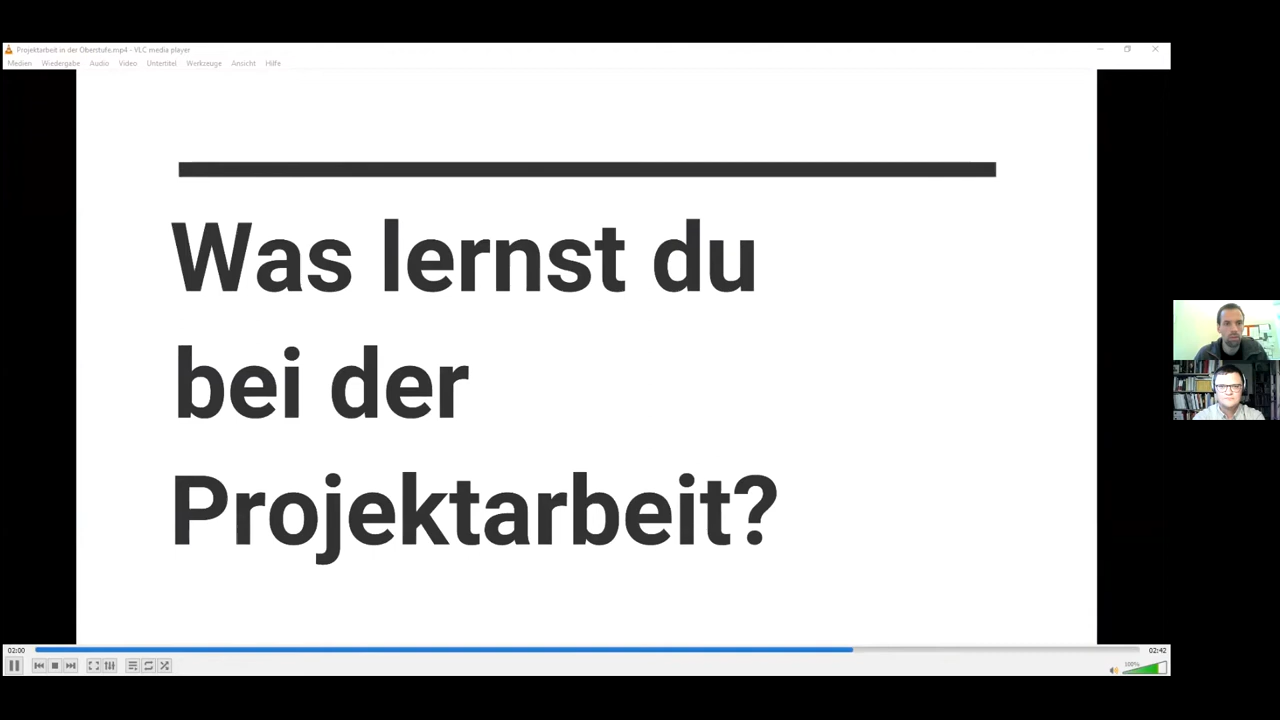 Projektarbeit in der Oberstufe.mp4 - VLC media player
Medien Wiedergabe Audio Video Untertitel Werkzeuge Ansicht Hilfe
Was lernst du
bei der
Projektarbeit?
02:00
02:42
100%